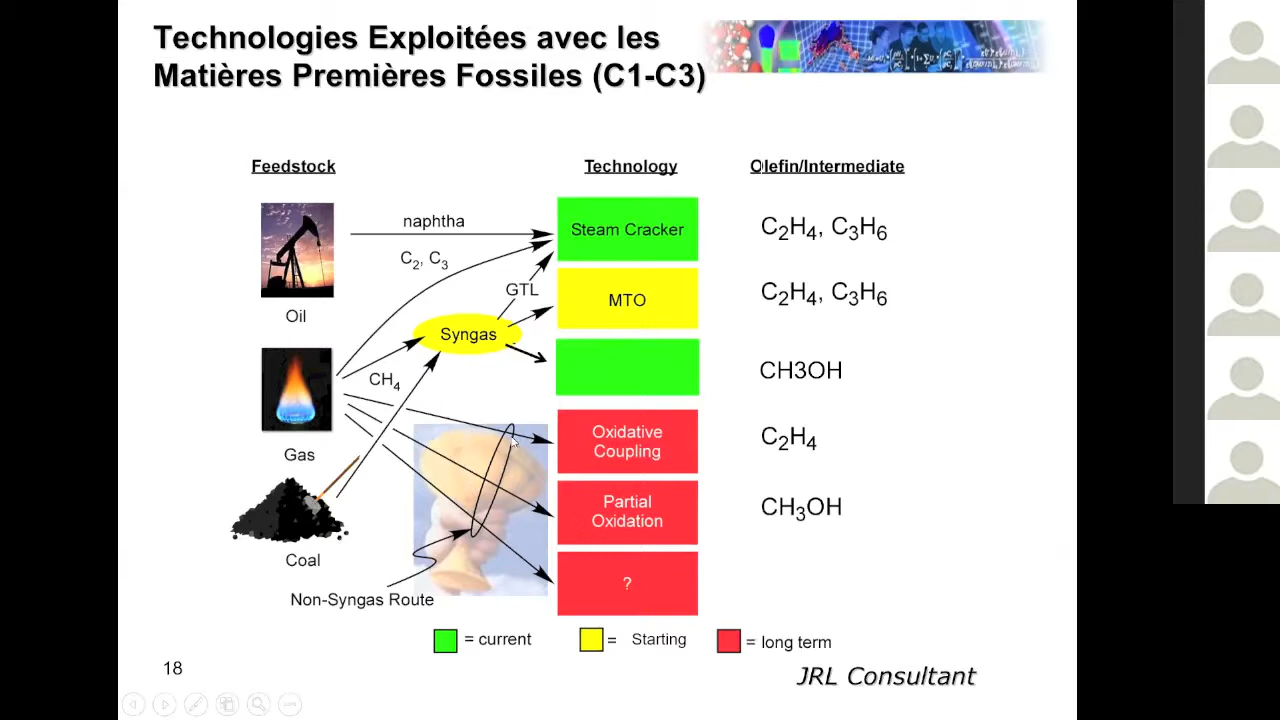 Technologies Exploitées avec les
Matières Premières Fossiles (C1-C3)
Feedstock
Technology
Olefin/Intermediate
naphtha
Steam Cracker
C2H4, C3H6
C2, C3
GTL
MTO
C2H4, C3H6
Oil
Syngas
CH3OH
CH4
Oxidative
Coupling
C2H4
Gas
Partial
Oxidation
CH3OH
Coal
?
Non-Syngas Route
= current
= Starting
= long term
18
JRL Consultant